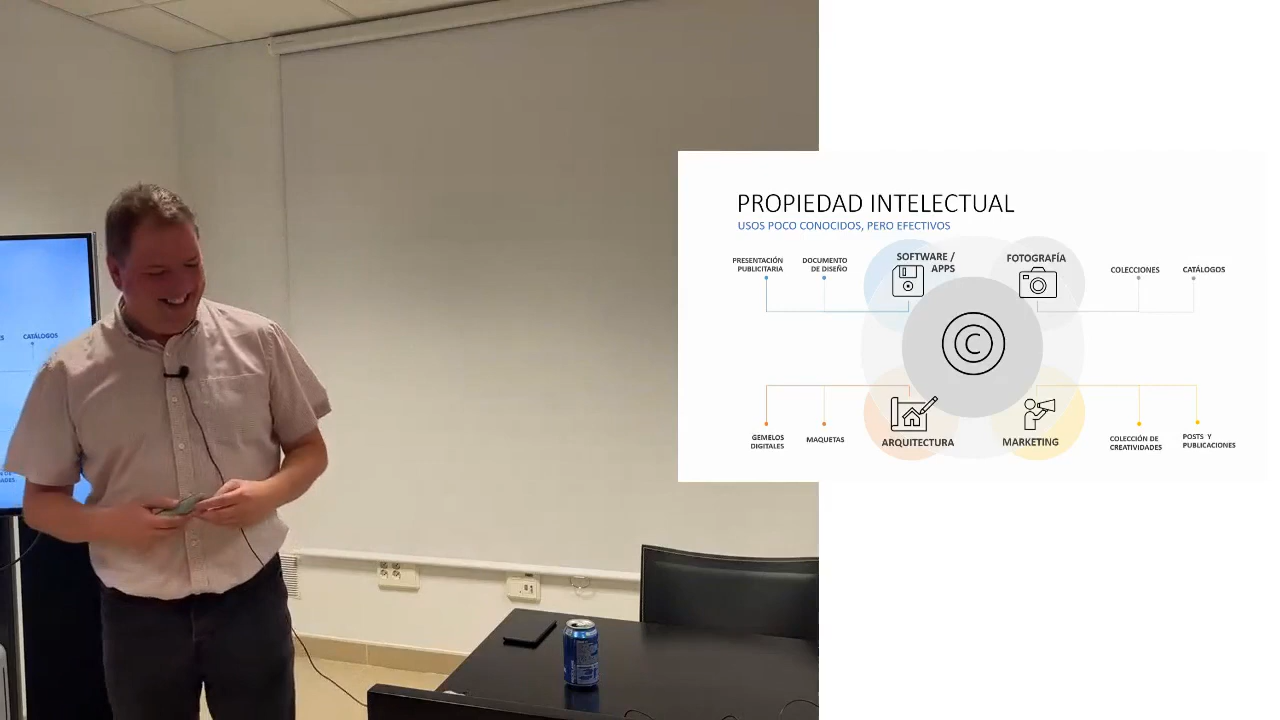 PROPIEDAD INTELECTUAL
USOS POCO CONOCIDOS, PERO EFECTIVOS
PRESENTACIÓN
PUBLICITARIA
DOCUMENTO
DE DISEÑO
SOFTWARE /
APPS
FOTOGRAFÍA
COLECCIONES
CATÁLOGOS
©
GEMELOS
DIGITALES
MAQUETAS
ARQUITECTURA
MARKETING
COLECCIÓN DE
CREATIVIDADES
POSTS Y
PUBLICACIONES
CATÁLOGOS